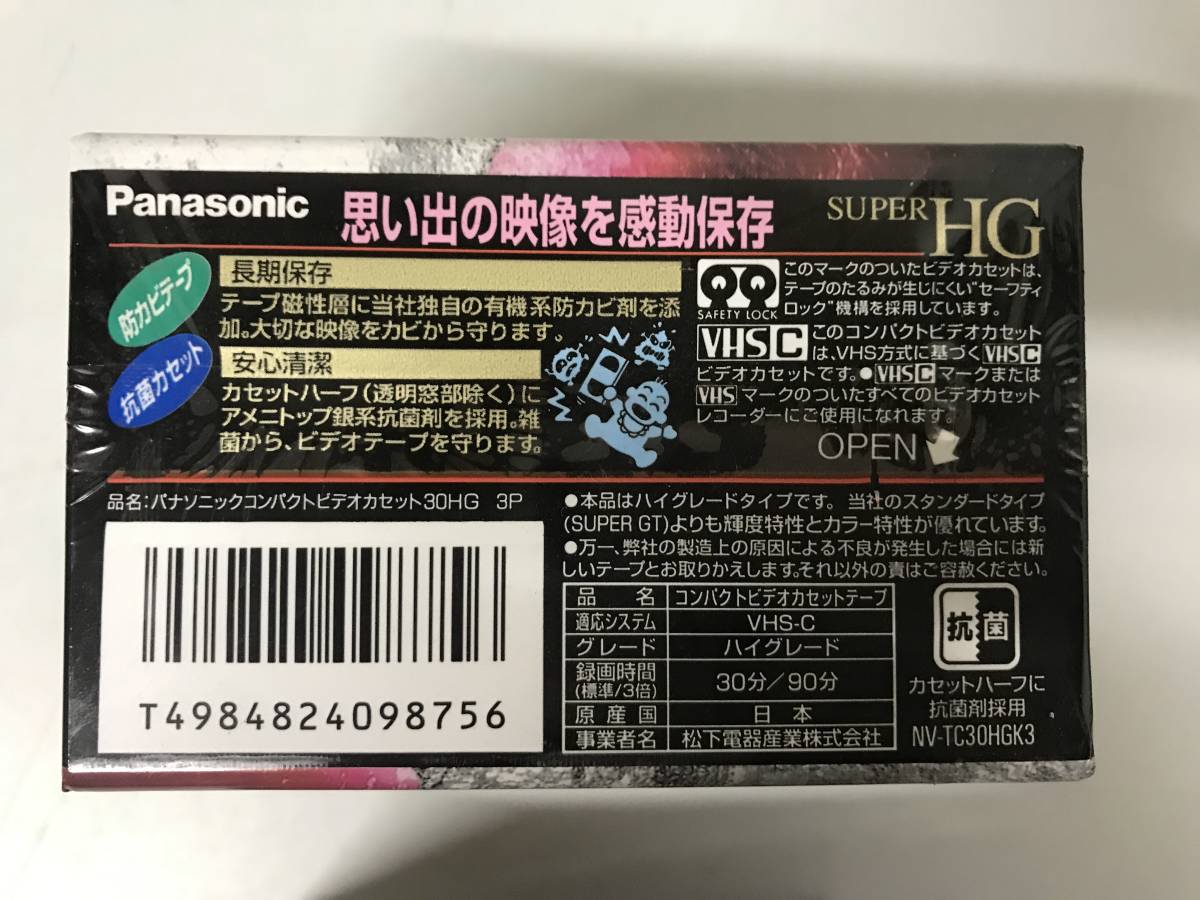 Panasonic
思い出の映像を感動保存
SUPER HG
防カビテープ
長期保存
テープ磁性層に当社独自の有機系防カビ剤を添
加。大切な映像をカビから守ります。
抗菌カセット
安心清潔
カセットハーフ(透明窓部除く)に
アメニトップ銀系抗菌剤を採用。雑
菌から、ビデオテープを守ります。
SAFETY LOCK
このマークのついたビデオカセットは、
テープのたるみが生じにくい"セーフティ
ロック"機構を採用しています。
VHS C
このコンパクトビデオカセット
は、VHS方式に基づくVHS C
ビデオカセットです。●VHS Cマークまたは
VHSマークのついたすべてのビデオカセット
レコーダーにご使用になれます。
OPEN
品名:パナソニックコンパクトビデオカセット30HG 3P
T4984824098756
●本品はハイグレードタイプです。当社のスタンダードタイプ
(SUPER GT)よりも輝度特性とカラー特性が優れています。
●万一、弊社の製造上の原因による不良が発生した場合には新
しいテープとお取りかえします。それ以外の責はご容赦ください。
品名 コンパクトビデオカセットテープ
適応システム VHS-C
グレード ハイグレード
録画時間
(標準/3倍) 30分/90分
原産国 日本
事業者名 松下電器産業株式会社
抗菌
カセットハーフに
抗菌剤採用
NV-TC30HGK3